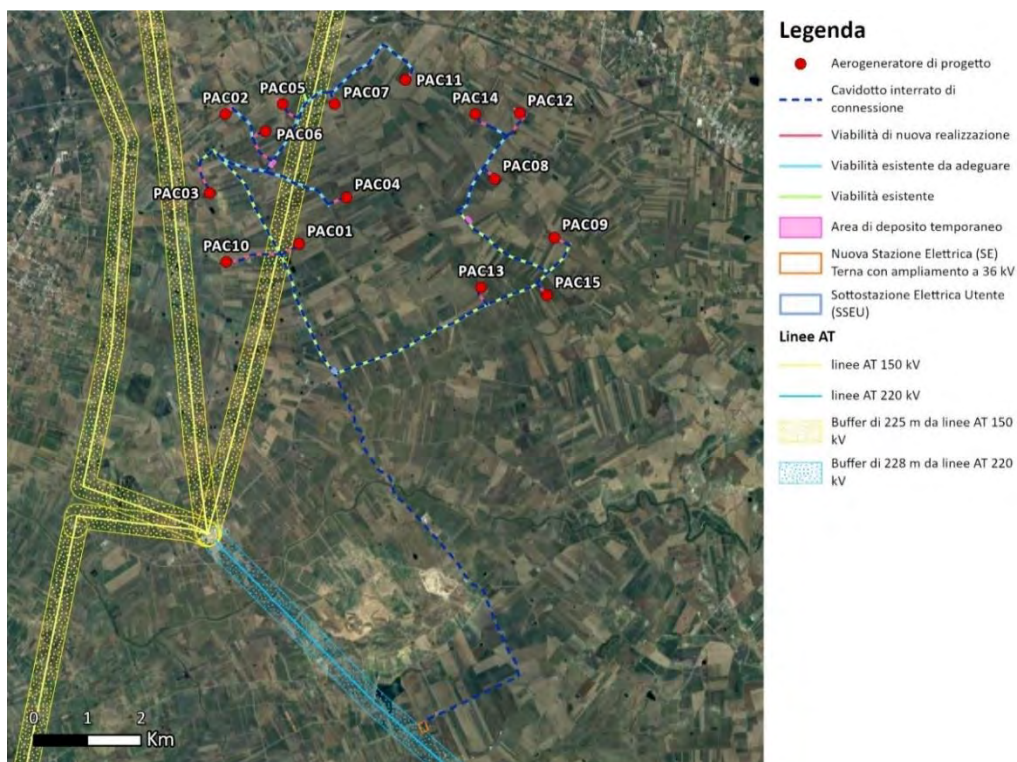 PAC11
PAC05
PAC07
PAC02
PAC14
PAC12
PAC06
PAC08
PAC03
PAC04
PAC09
PAC01
PAC10
PAC13
PAC15
0 1 2
Km
Legenda
Aerogeneratore di progetto
Cavidotto interrato di
connessione
Viabilità di nuova realizzazione
Viabilità esistente da adeguare
Viabilità esistente
Area di deposito temporaneo
Nuova Stazione Elettrica (SE)
Terna con ampliamento a 36 kV
Sottostazione Elettrica Utente
(SSEU)
Linee AT
linee AT 150 kV
linee AT 220 kV
Buffer di 225 m da linee AT 150
kV
Buffer di 228 m da linee AT 220
kV